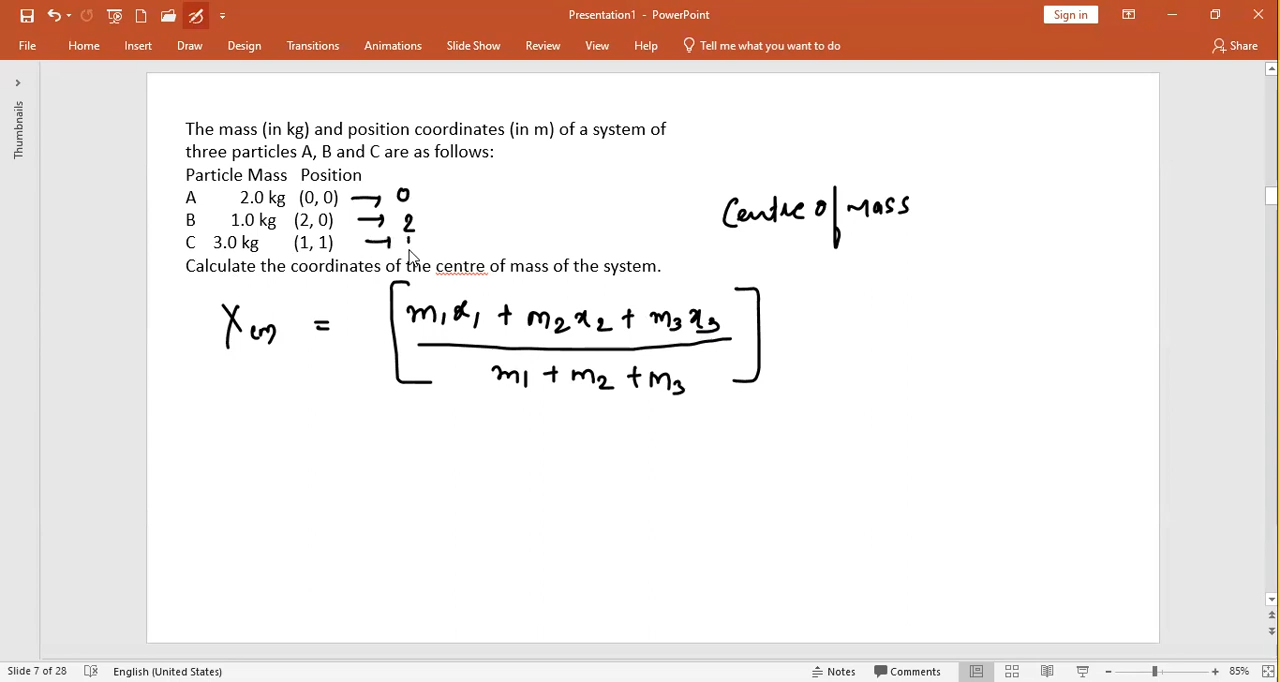 Presentation1 - PowerPoint
Sign in
File Home Insert Draw Design Transitions Animations Slide Show Review View Help Tell me what you want to do Share
Thumbnails
The mass (in kg) and position coordinates (in m) of a system of
three particles A, B and C are as follows:
Particle Mass Position
A 2.0 kg (0, 0) → 0
B 1.0 kg (2, 0) → 2
C 3.0 kg (1, 1) → 1
Centre of mass
Calculate the coordinates of the centre of mass of the system.
Xcm = [ m1x1 + m2x2 + m3x3
m1 + m2 + m3 ]
Slide 7 of 28 English (United States) Notes Comments 85%